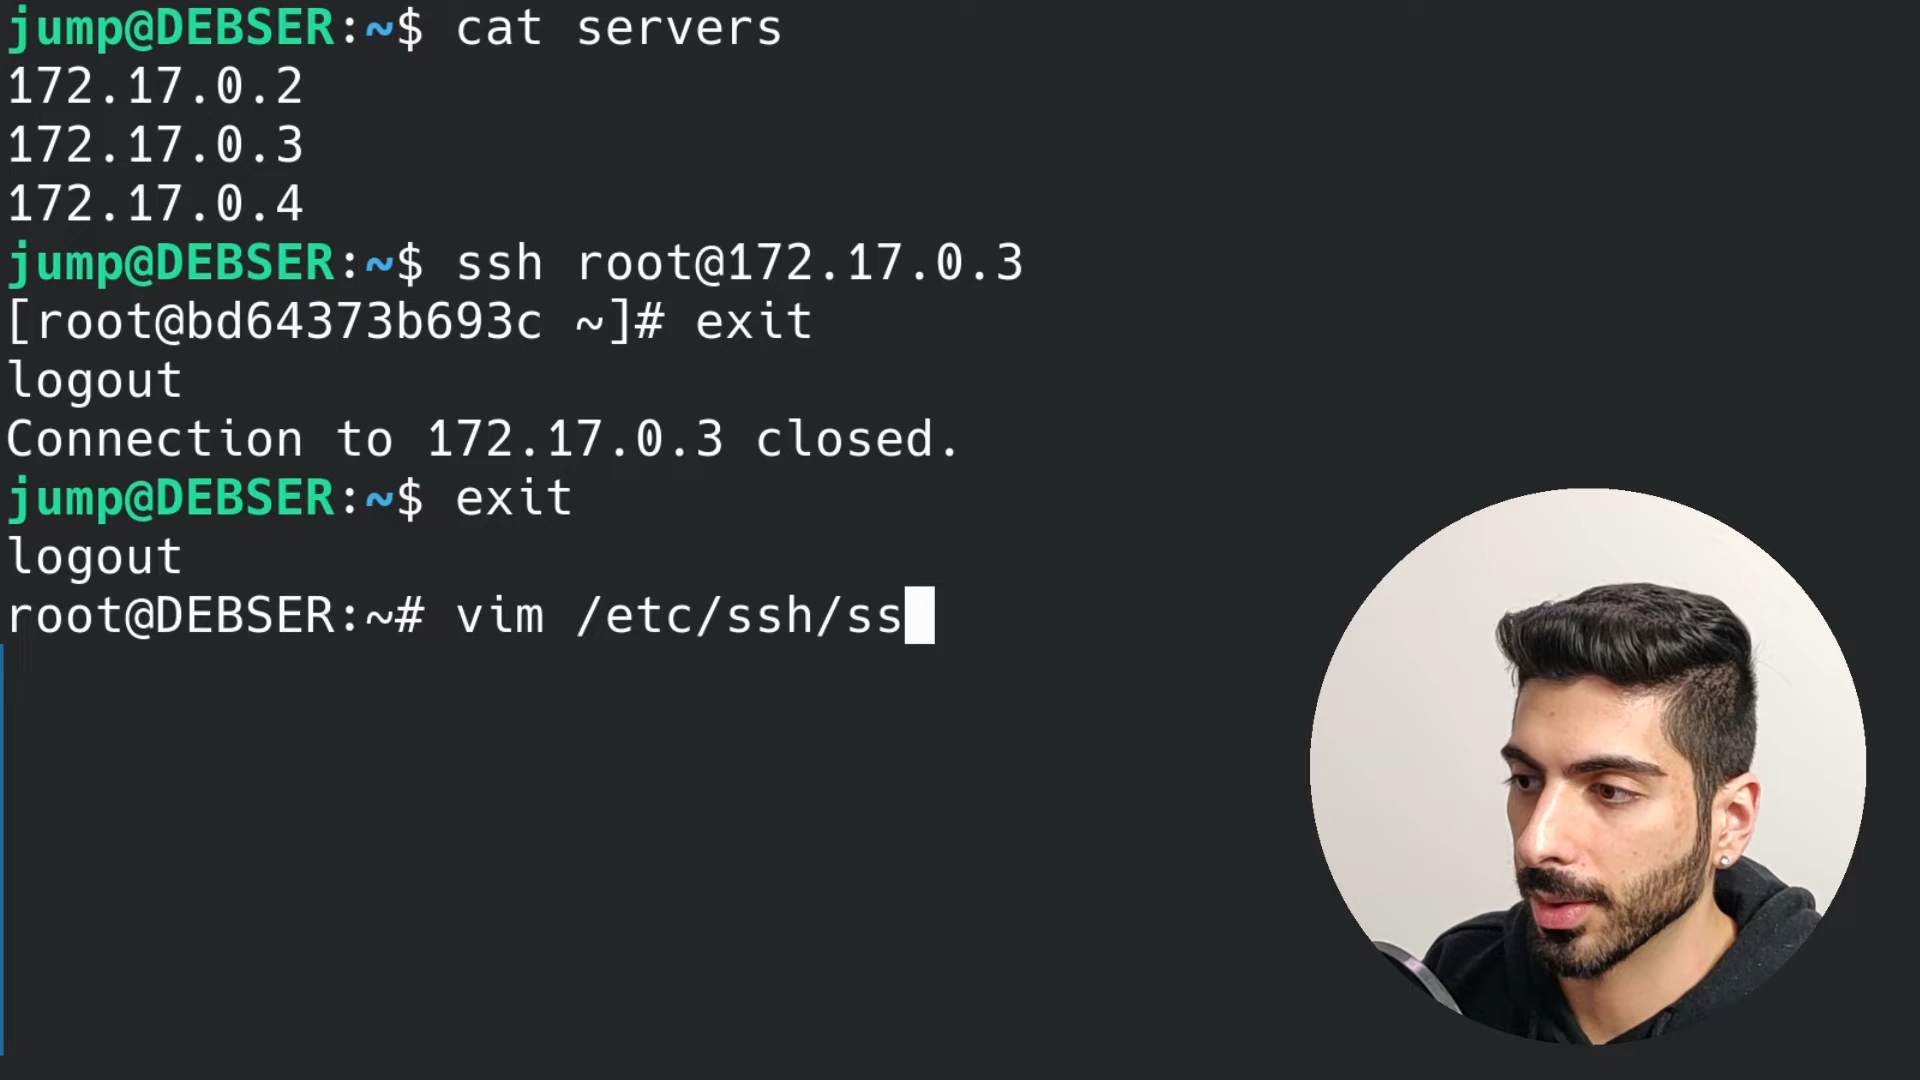 jump@DEBSER:~$ cat servers
172.17.0.2
172.17.0.3
172.17.0.4
jump@DEBSER:~$ ssh root@172.17.0.3
[root@bd64373b693c ~]# exit
logout
Connection to 172.17.0.3 closed.
jump@DEBSER:~$ exit
logout
root@DEBSER:~# vim /etc/ssh/ss